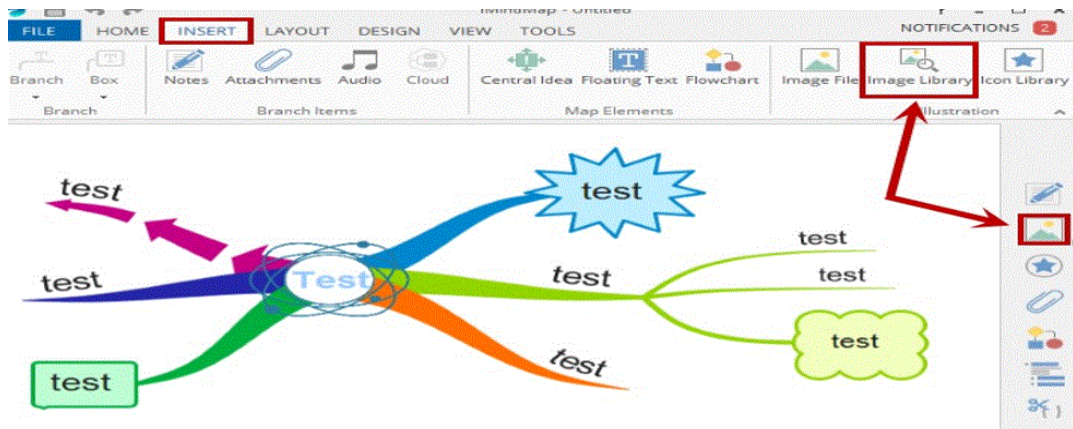 iMindMap - Untitled
FILE HOME INSERT LAYOUT DESIGN VIEW TOOLS NOTIFICATIONS 2
Branch Box Notes Attachments Audio Cloud Central Idea Floating Text Flowchart Image File Image Library Icon Library
Branch Branch Items Map Elements Illustration
test
test
test
test
test
test
Test
test
test
test